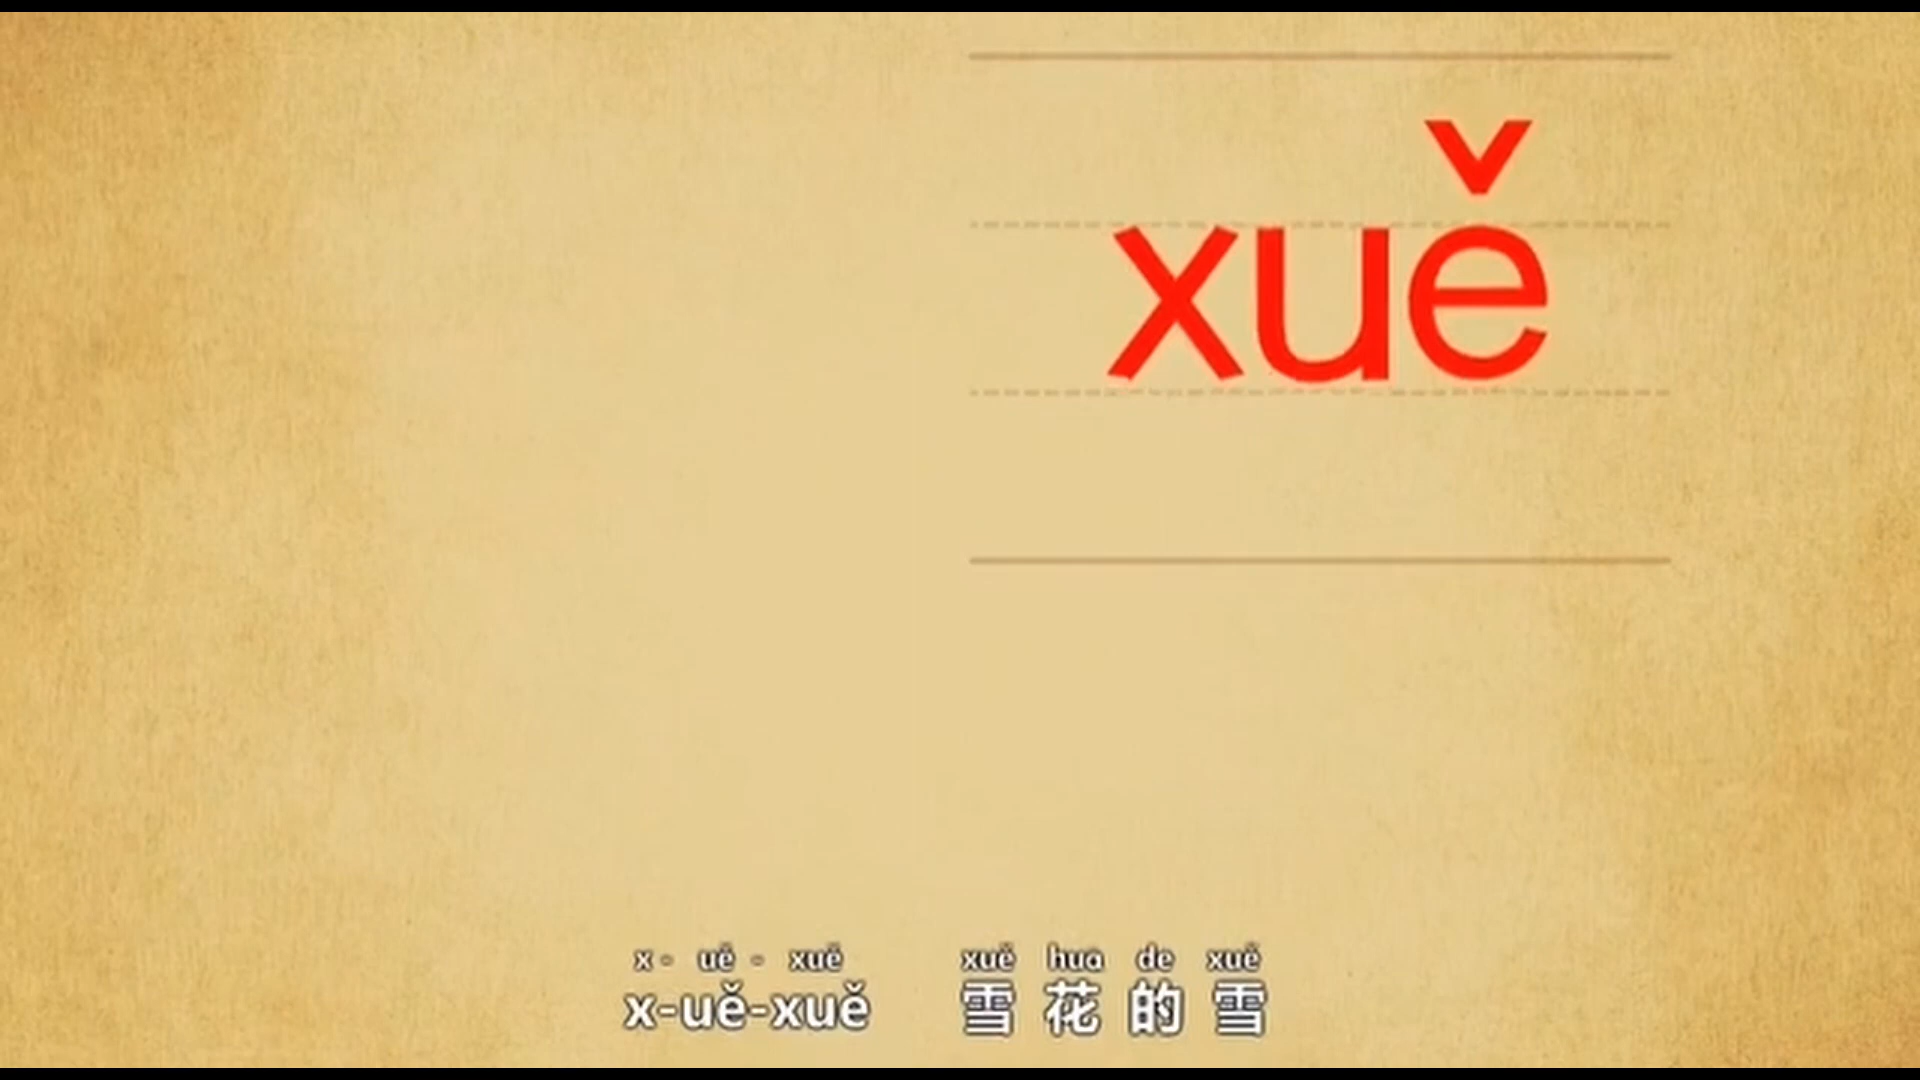 xuě
x - uě - xuě xuě huā de xuě
x-uě-xuě 雪花的雪